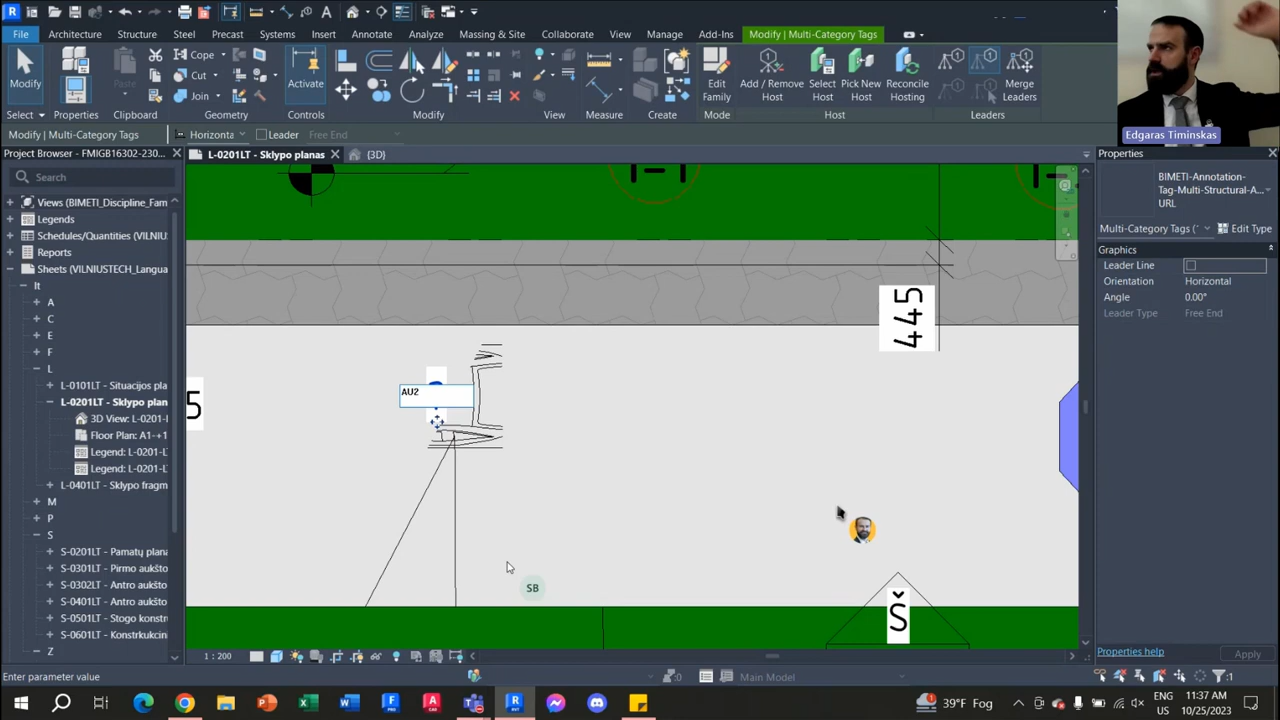 File
Architecture
Structure
Steel
Precast
Systems
Insert
Annotate
Analyze
Massing & Site
Collaborate
View
Manage
Add-Ins
Modify | Multi-Category Tags
Modify
Paste
Cope
Cut
Join
Activate
Edit
Family
Add / Remove
Host
Select
Host
Pick New
Host
Reconcile
Hosting
Merge
Leaders
Select
Properties
Clipboard
Geometry
Controls
Modify
View
Measure
Create
Mode
Host
Leaders
Edgaras Timinskas
Modify | Multi-Category Tags
Horizonta
Leader
Free End
Project Browser - FMIGB16302-230...
L-0201LT - Sklypo planas
{3D}
Properties
Search
Views (BIMETI_Discipline_Fam
Legends
Schedules/Quantities (VILNIUS
Reports
Sheets (VILNIUSTECH_Langua
lt
A
C
E
F
L
L-0101LT - Situacijos pla
L-0201LT - Sklypo plan
3D View: L-0201-
Floor Plan: A1-+1
Legend: L-0201-L
Legend: L-0201-L
L-0401LT - Sklypo fragm
M
P
S
S-0201LT - Pamatų plana
S-0301LT - Pirmo aukšto
S-0302LT - Antro aukšto
S-0401LT - Antro aukšto
S-0501LT - Stogo konstru
S-0601LT - Konstrukcinia
Z
BIMETI-Annotation-
Tag-Multi-Structural-A...
URL
Multi-Category Tags (
Edit Type
Graphics
Leader Line
Orientation
Horizontal
Angle
0.00°
Leader Type
Free End
Properties help
Apply
445
5
AU2
SB
Š
1 : 200
Enter parameter value
:0
Main Model
:1
39°F Fog
ENG
US
11:37 AM
10/25/2023